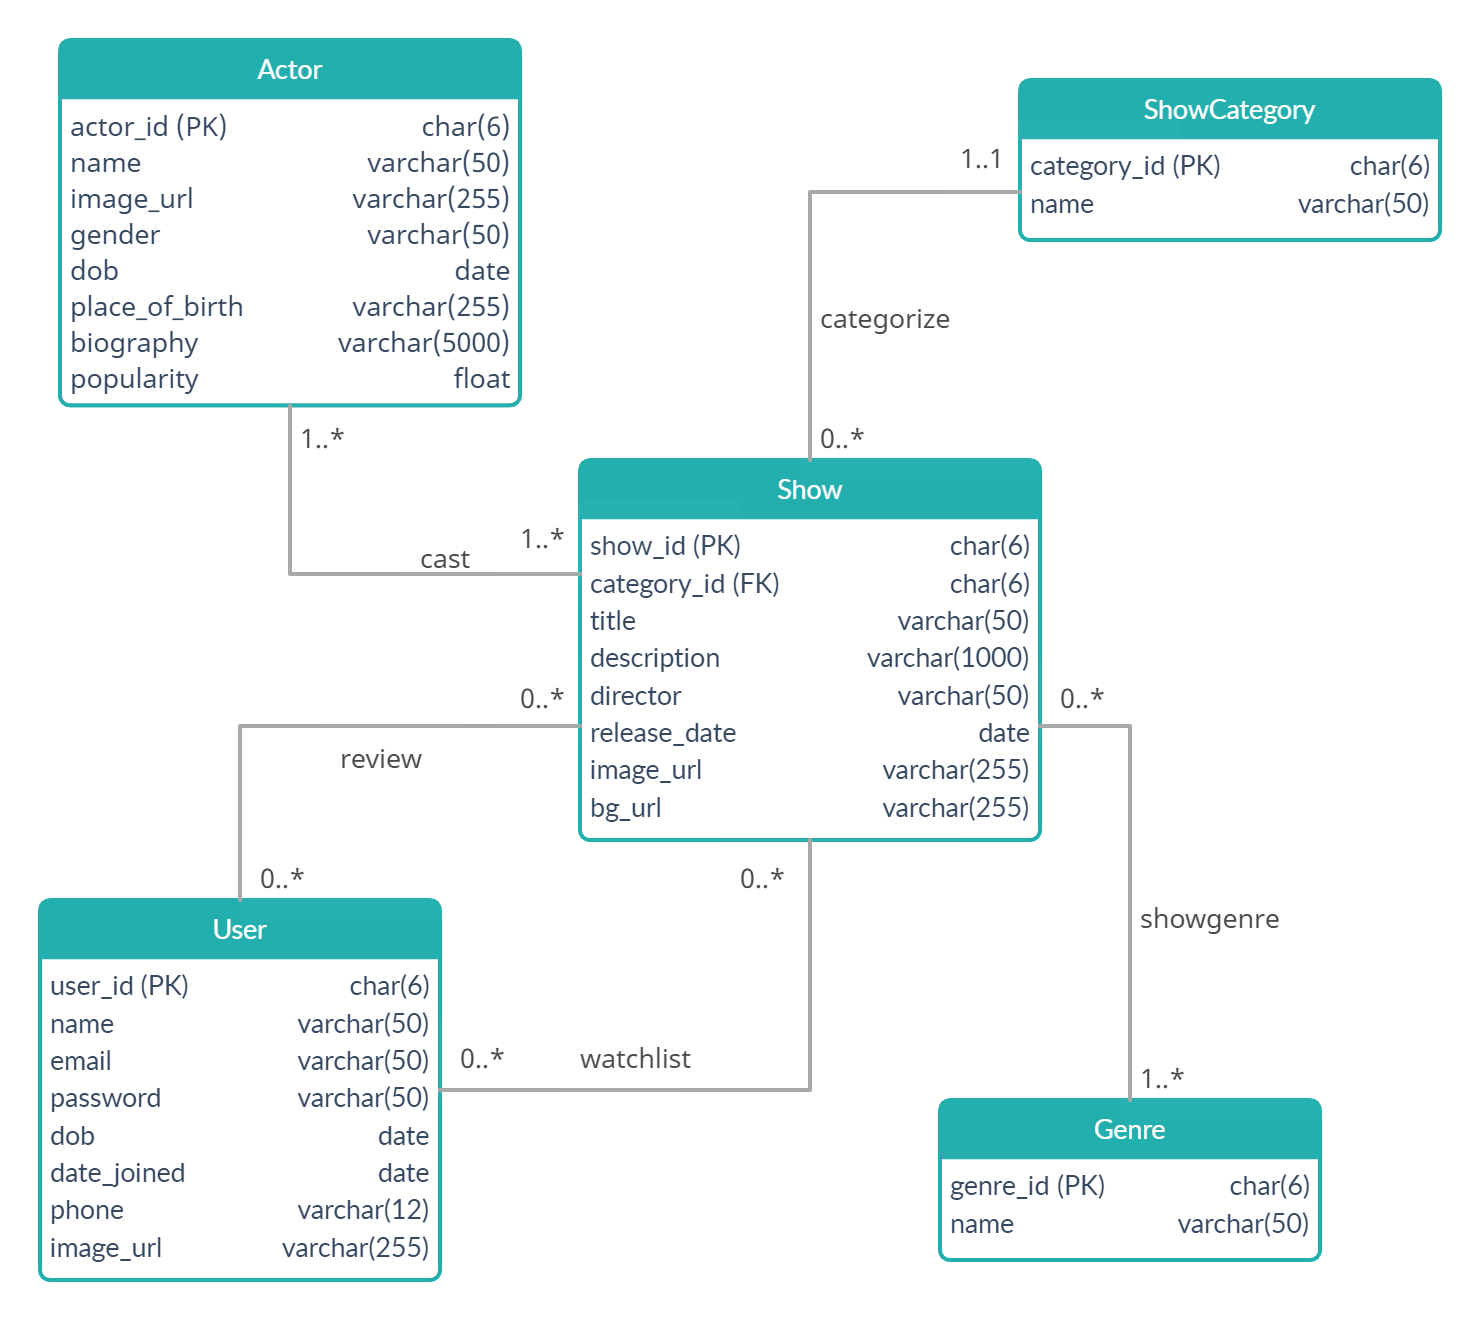 Actor
actor_id (PK) char(6)
name varchar(50)
image_url varchar(255)
gender varchar(50)
dob date
place_of_birth varchar(255)
biography varchar(5000)
popularity float
ShowCategory
category_id (PK) char(6)
name varchar(50)
1..1
categorize
0..*
1..*
cast
1..*
Show
show_id (PK) char(6)
category_id (FK) char(6)
title varchar(50)
description varchar(1000)
director varchar(50)
release_date date
image_url varchar(255)
bg_url varchar(255)
0..*
review
0..*
0..*
watchlist
0..*
0..*
showgenre
1..*
User
user_id (PK) char(6)
name varchar(50)
email varchar(50)
password varchar(50)
dob date
date_joined date
phone varchar(12)
image_url varchar(255)
Genre
genre_id (PK) char(6)
name varchar(50)